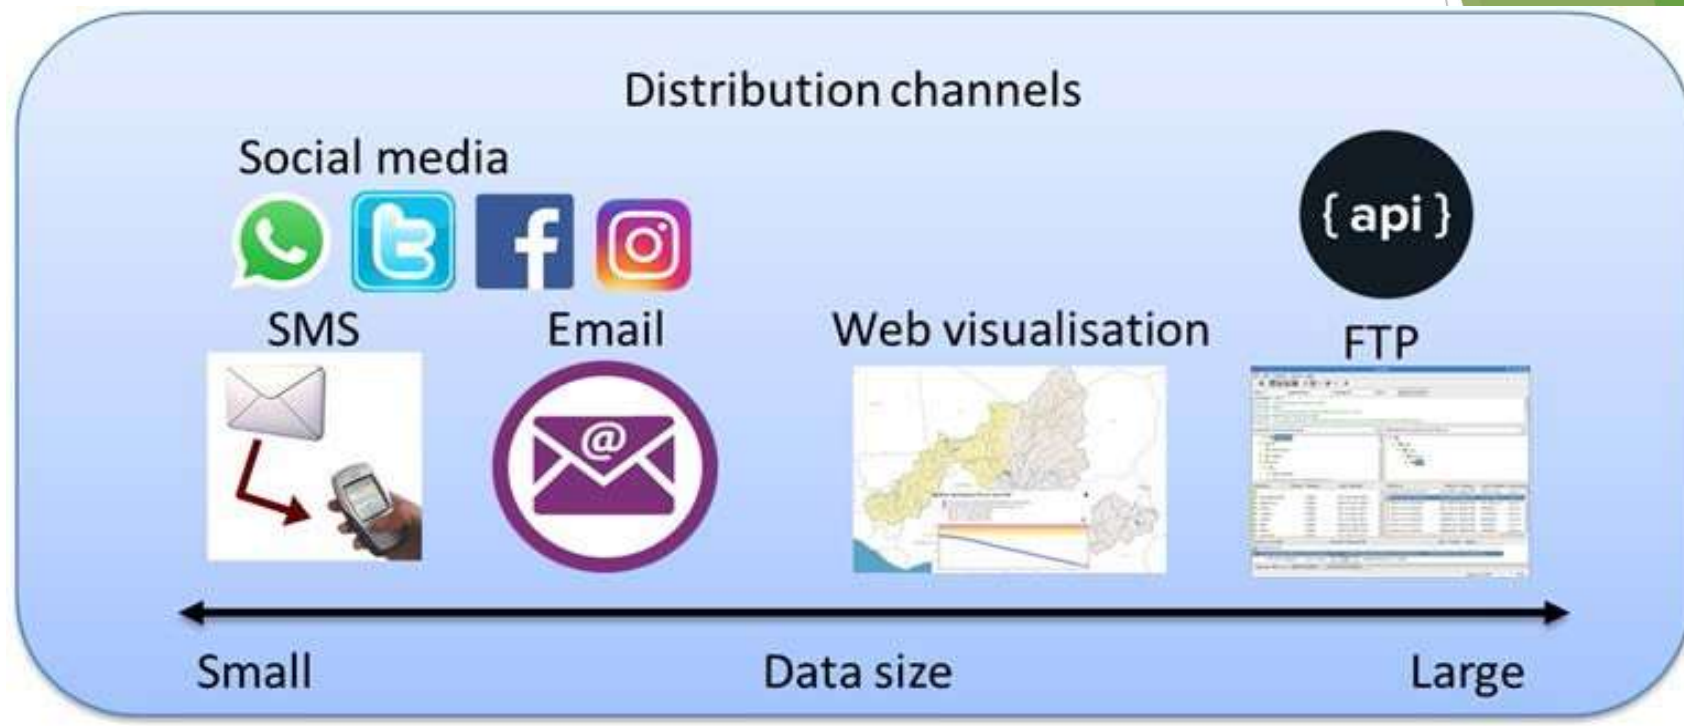 Distribution channels
Social media
{ api }
SMS
Email
Web visualisation
FTP
@
Small
Data size
Large